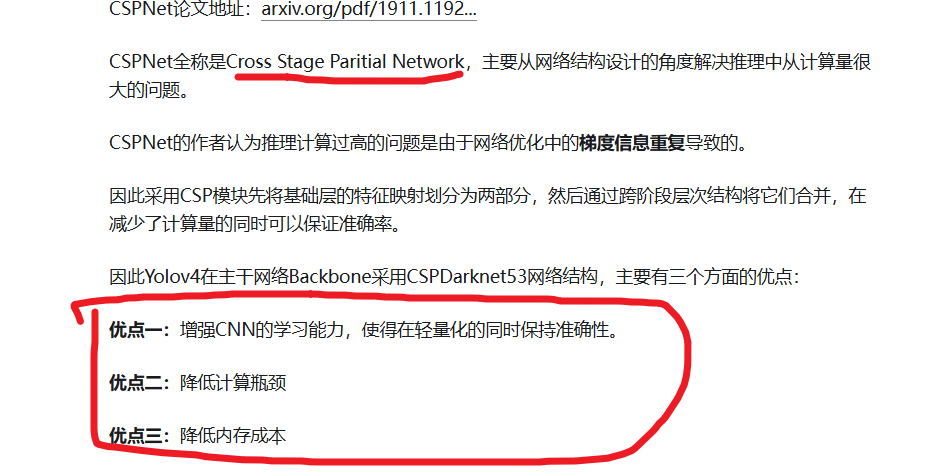 CSPNet论文地址：arxiv.org/pdf/1911.1192...
CSPNet全称是Cross Stage Paritial Network，主要从网络结构设计的角度解决推理中从计算量很
大的问题。
CSPNet的作者认为推理计算过高的问题是由于网络优化中的梯度信息重复导致的。
因此采用CSP模块先将基础层的特征映射划分为两部分，然后通过跨阶段层次结构将它们合并，在
减少了计算量的同时可以保证准确率。
因此Yolov4在主干网络Backbone采用CSPDarknet53网络结构，主要有三个方面的优点：
优点一：增强CNN的学习能力，使得在轻量化的同时保持准确性。
优点二：降低计算瓶颈
优点三：降低内存成本